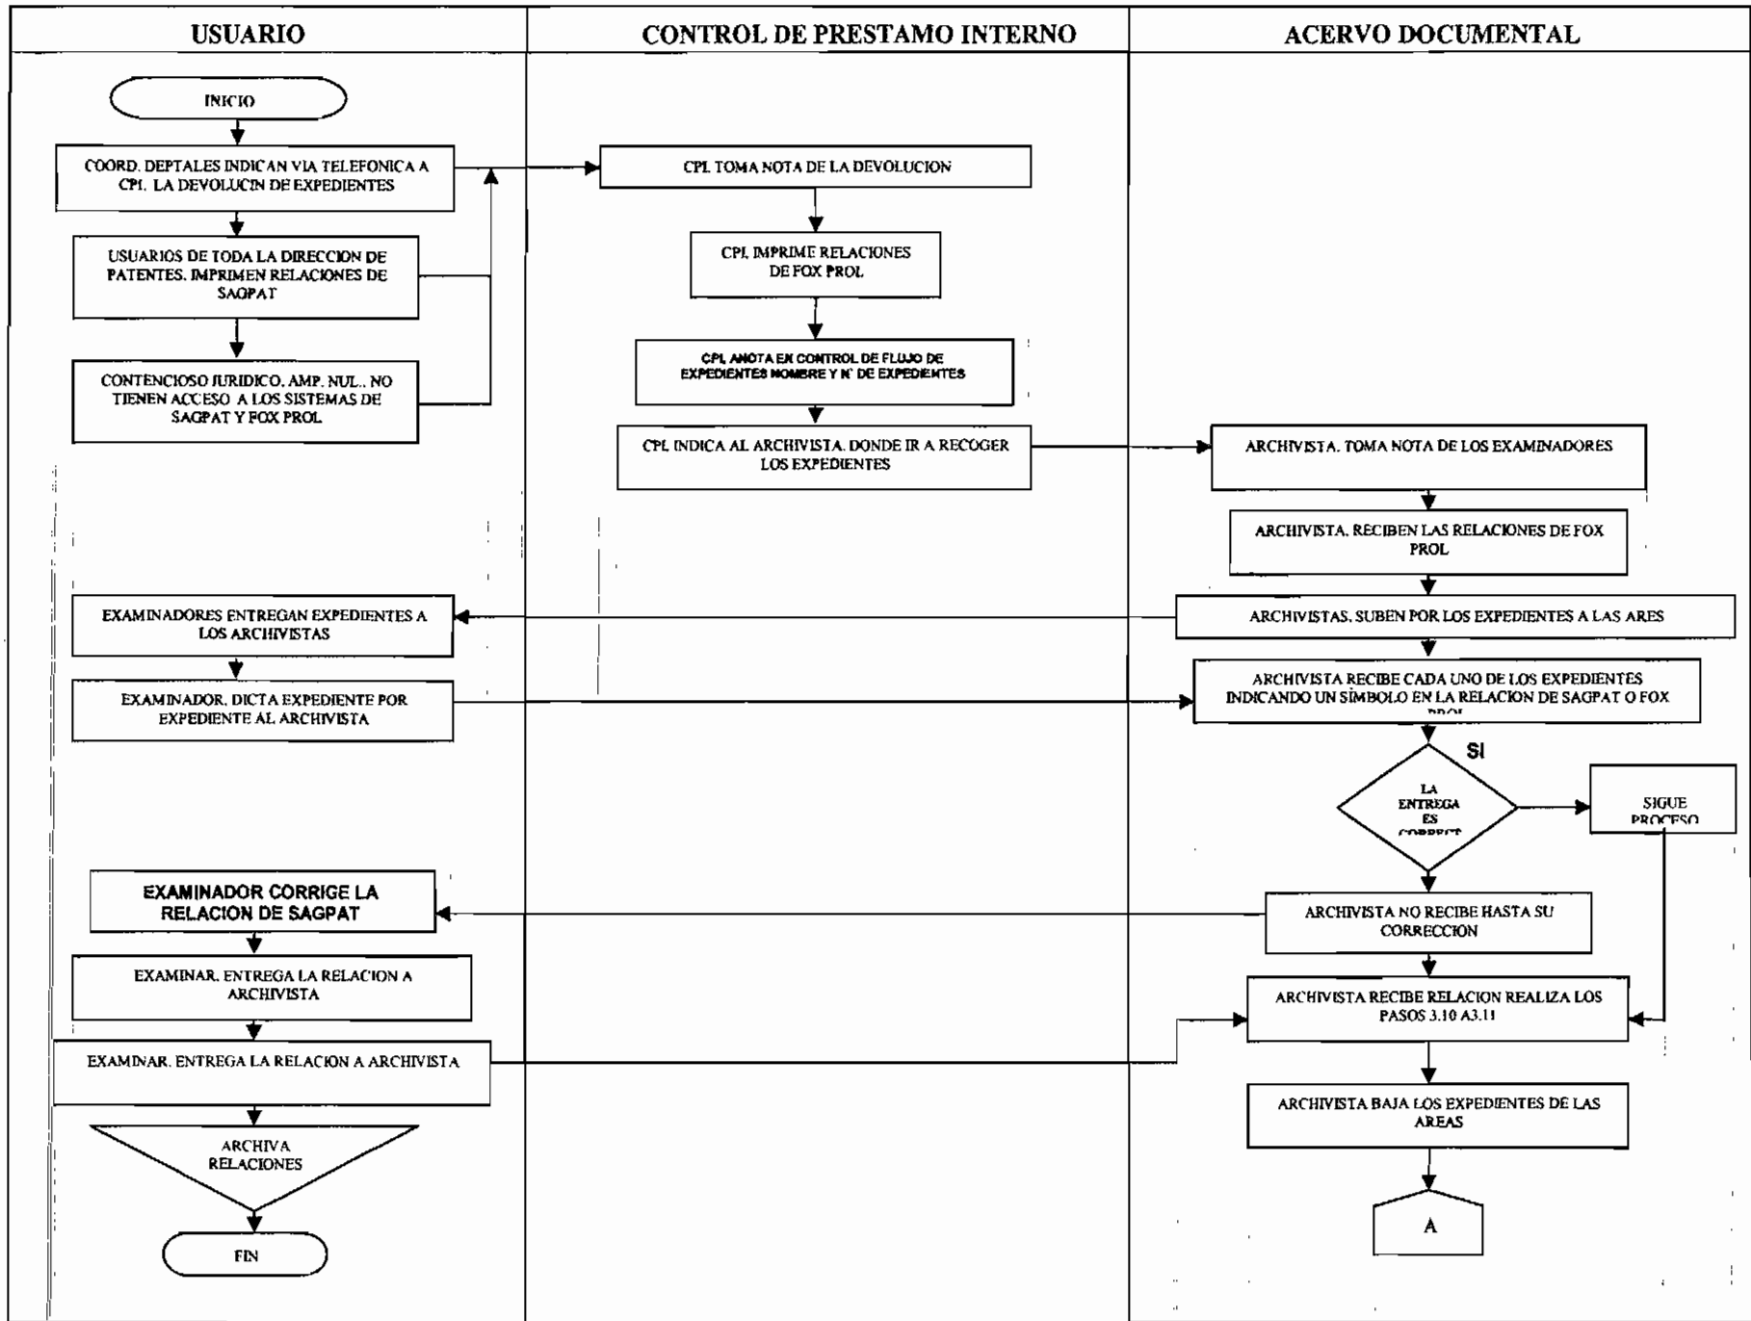 USUARIO
CONTROL DE PRESTAMO INTERNO
ACERVO DOCUMENTAL
INICIO
COORD. DEPTALES INDICAN VIA TELEFONICA A
CPI. LA DEVOLUCIN DE EXPEDIENTES
USUARIOS DE TODA LA DIRECCION DE
PATENTES. IMPRIMEN RELACIONES DE
SAGPAT
CONTENCIOSO JURIDICO. AMP. NUL.. NO
TIENEN ACCESO A LOS SISTEMAS DE
SAGPAT Y FOX PROL
CPI. TOMA NOTA DE LA DEVOLUCION
CPI. IMPRIME RELACIONES
DE FOX PROL
CPI. ANOTA EN CONTROL DE FLUJO DE
EXPEDIENTES NOMBRE Y N° DE EXPEDIENTES
CPI. INDICA AL ARCHIVISTA. DONDE IR A RECOGER
LOS EXPEDIENTES
ARCHIVISTA. TOMA NOTA DE LOS EXAMINADORES
ARCHIVISTA. RECIBEN LAS RELACIONES DE FOX
PROL
ARCHIVISTAS. SUBEN POR LOS EXPEDIENTES A LAS ARES
EXAMINADORES ENTREGAN EXPEDIENTES A
LOS ARCHIVISTAS
EXAMINADOR. DICTA EXPEDIENTE POR
EXPEDIENTE AL ARCHIVISTA
ARCHIVISTA RECIBE CADA UNO DE LOS EXPEDIENTES
INDICANDO UN SÍMBOLO EN LA RELACION DE SAGPAT O FOX
SI
LA
ENTREGA
ES
SIGUE
PROCESO
ARCHIVISTA NO RECIBE HASTA SU
CORRECCION
EXAMINADOR CORRIGE LA
RELACION DE SAGPAT
EXAMINAR. ENTREGA LA RELACION A
ARCHIVISTA
EXAMINAR. ENTREGA LA RELACION A ARCHIVISTA
ARCHIVISTA RECIBE RELACION REALIZA LOS
PASOS 3.10 A3.11
ARCHIVISTA BAJA LOS EXPEDIENTES DE LAS
AREAS
ARCHIVA
RELACIONES
FIN
A